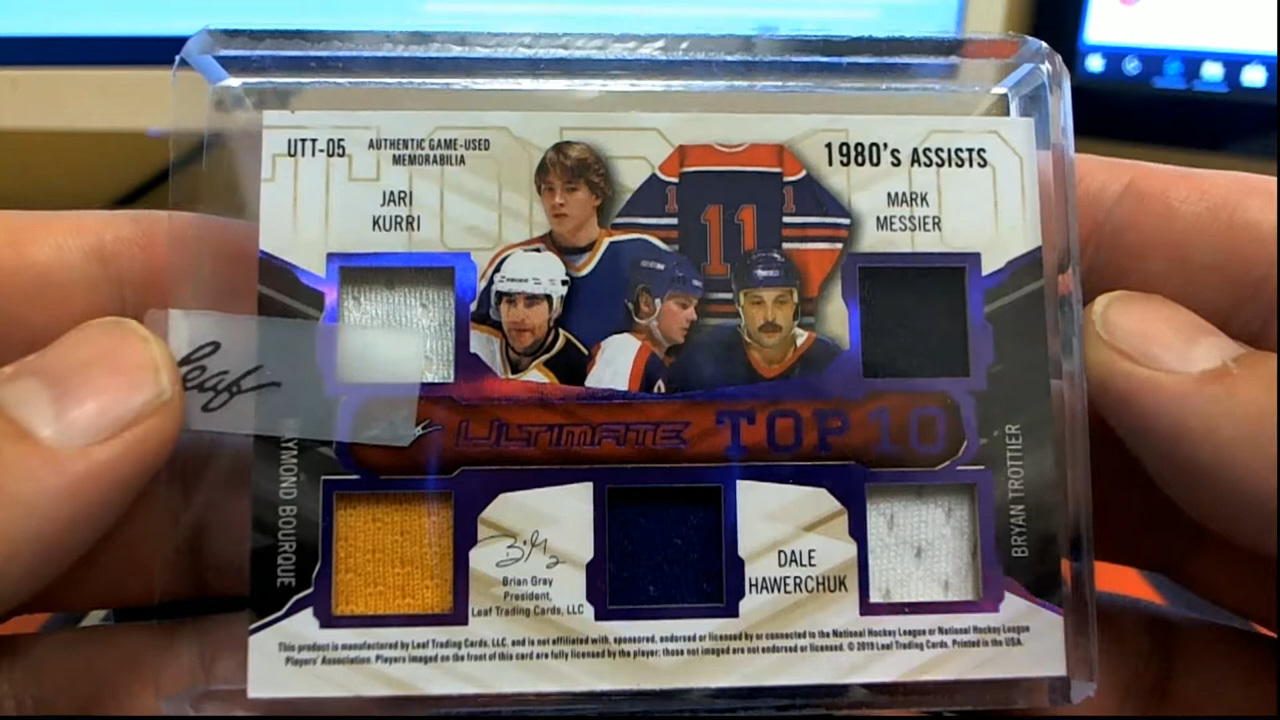 UTT-05
AUTHENTIC GAME-USED
MEMORABILIA
1980's ASSISTS
JARI
KURRI
MARK
MESSIER
1
11
1
leaf
ULTIMATE TOP 10
YMOND BOURQUE
BRYAN TROTTIER
Brian Gray
President,
Leaf Trading Cards, LLC
DALE
HAWERCHUK
This product is manufactured by Leaf Trading Cards, LLC, and is not affiliated with, sponsored, endorsed or licensed by or connected to the National Hockey League or National Hockey League
Players' Association. Players imaged on the front of this card are fully licensed by the player; those not imaged are not endorsed or licensed. © 2019 Leaf Trading Cards. Printed in the USA.